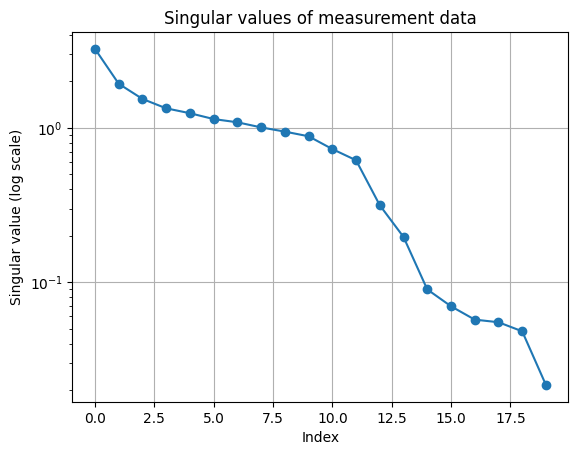 Singular values of measurement data
Singular value (log scale)
10⁰
10⁻¹
0.0 2.5 5.0 7.5 10.0 12.5 15.0 17.5
Index